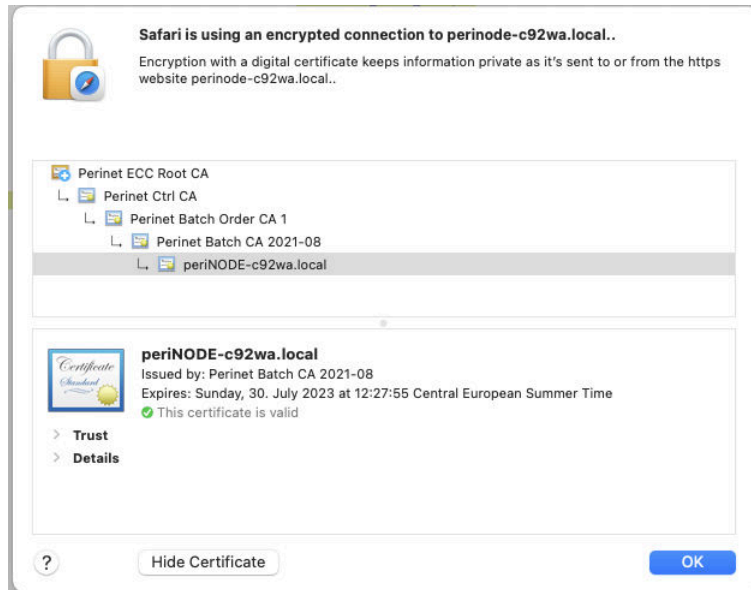 Safari is using an encrypted connection to perinode-c92wa.local..
Encryption with a digital certificate keeps information private as it's sent to or from the https
website perinode-c92wa.local..
Perinet ECC Root CA
Perinet Ctrl CA
Perinet Batch Order CA 1
Perinet Batch CA 2021-08
periNODE-c92wa.local
Certificate
Standard
periNODE-c92wa.local
Issued by: Perinet Batch CA 2021-08
Expires: Sunday, 30. July 2023 at 12:27:55 Central European Summer Time
This certificate is valid
Trust
Details
?
Hide Certificate
OK